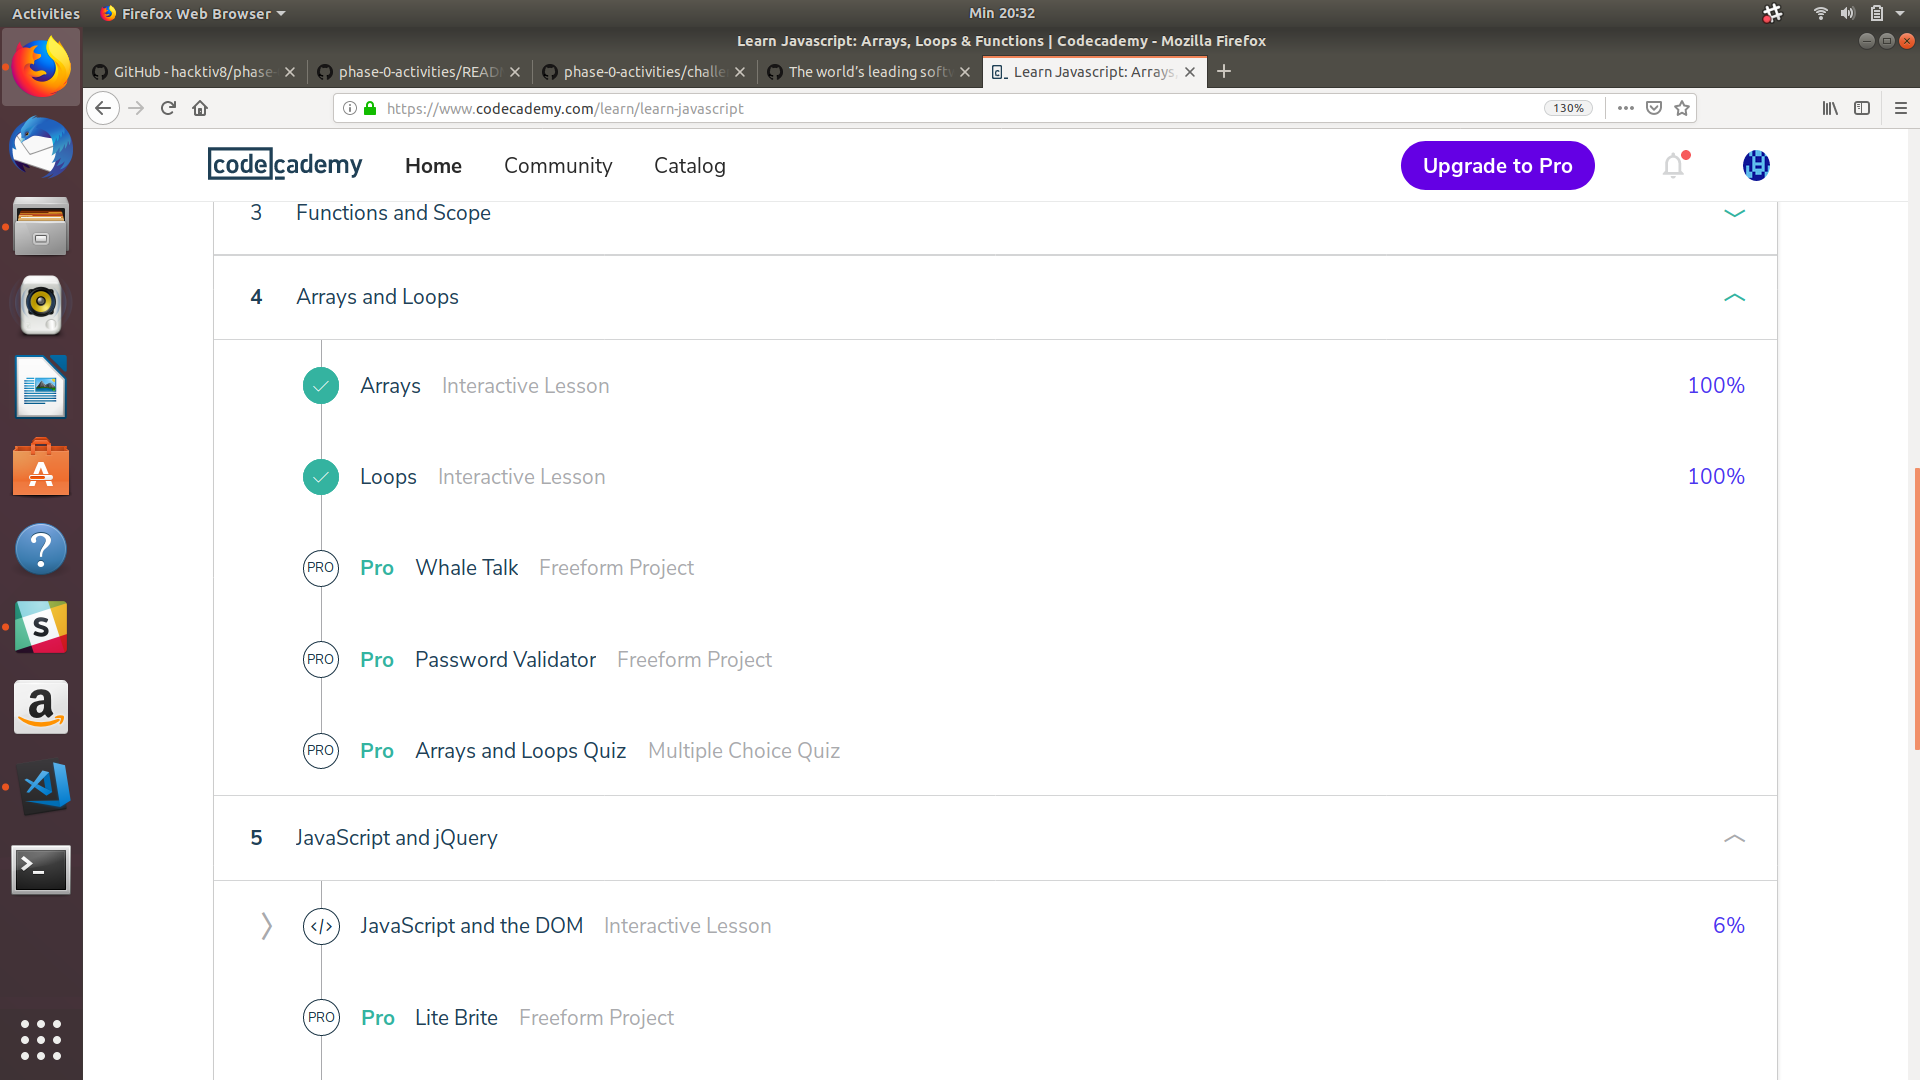 Activities Firefox Web Browser Min 20:32
Learn Javascript: Arrays, Loops & Functions | Codecademy - Mozilla Firefox
GitHub - hacktiv8/phase- phase-0-activities/READ phase-0-activities/challe The world's leading soft Learn Javascript: Arrays,
https://www.codecademy.com/learn/learn-javascript 130%
codecademy Home Community Catalog Upgrade to Pro
3 Functions and Scope
4 Arrays and Loops
Arrays Interactive Lesson 100%
Loops Interactive Lesson 100%
PRO Pro Whale Talk Freeform Project
PRO Pro Password Validator Freeform Project
PRO Pro Arrays and Loops Quiz Multiple Choice Quiz
5 JavaScript and jQuery
</> JavaScript and the DOM Interactive Lesson 6%
PRO Pro Lite Brite Freeform Project